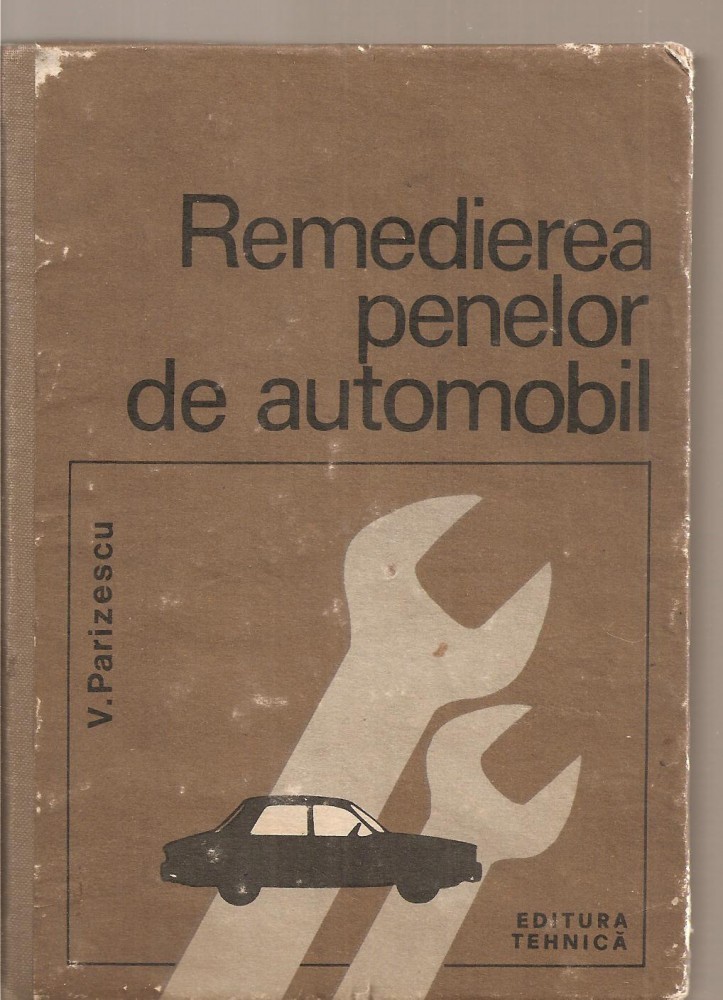 Remedierea
penelor
de automobil
V. Parizescu
EDITURA
TEHNICĂ